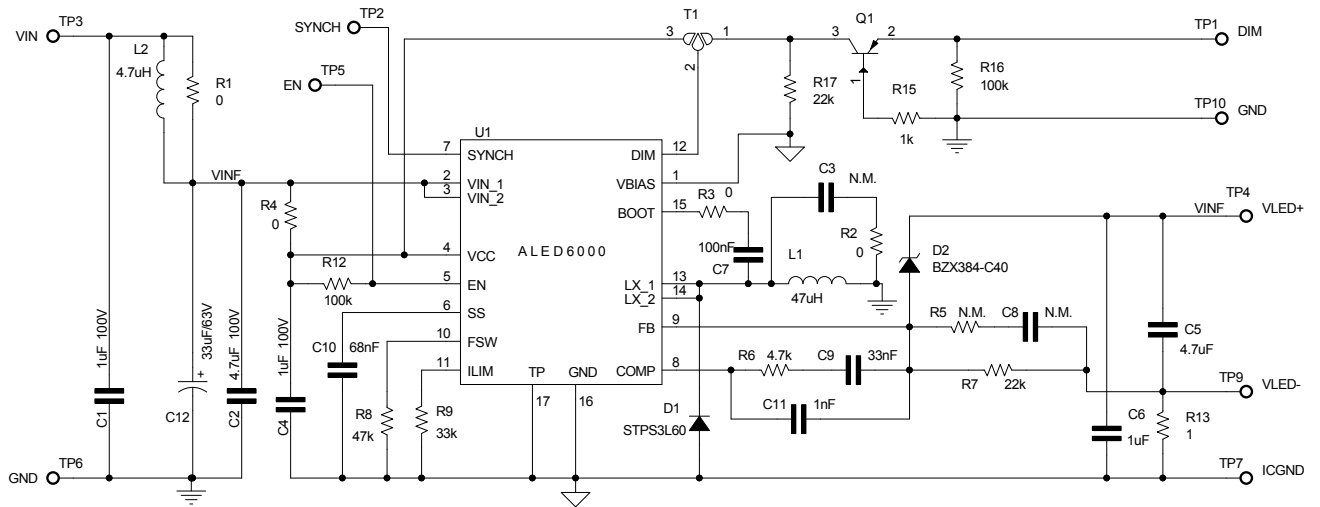 VIN
TP3
L2
4.7uH
R1
0
SYNCH
TP2
EN
TP5
T1
3
1
2
Q1
3
2
1
TP1
DIM
R17
22k
R15
1k
R16
100k
TP10
GND
VINF
R4
0
R12
100k
1uF 100V
C1
33uF/63V
+
C12
4.7uF 100V
C2
1uF 100V
C4
C10
68nF
R8
47k
R9
33k
U1
ALED6000
7
SYNCH
2
VIN_1
3
VIN_2
4
VCC
5
EN
6
SS
10
FSW
11
ILIM
TP
17
GND
16
DIM
12
VBIAS
1
BOOT
15
LX_1
13
LX_2
14
FB
9
COMP
8
R3
0
100nF
C7
C3
N.M.
R2
0
L1
47uH
D2
BZX384-C40
R5
N.M.
C8
N.M.
R6
4.7k
C9
33nF
R7
22k
C11
1nF
D1
STPS3L60
VINF
TP4
VLED+
C5
4.7uF
TP9
VLED-
C6
1uF
R13
1
TP7
ICGND
GND
TP6